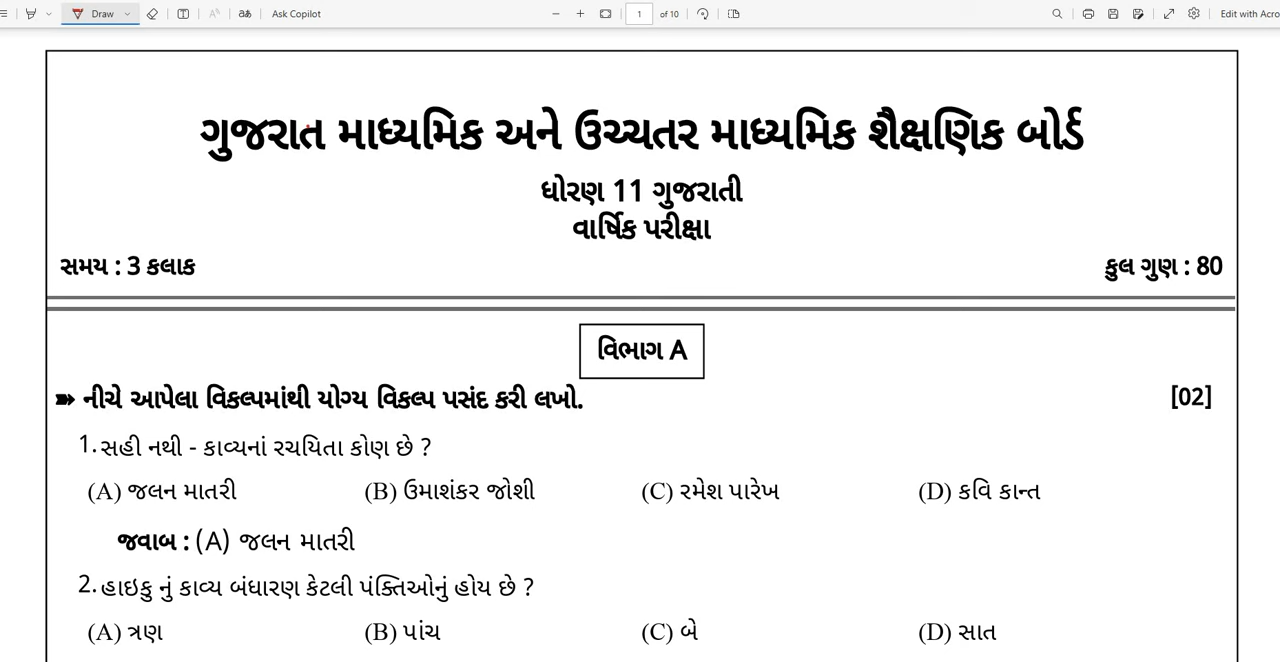 Draw
Ask Copilot
1 of 10
Edit with Acro
ગુજરાત માધ્યમિક અને ઉચ્ચતર માધ્યમિક શૈક્ષણિક બોર્ડ
ધોરણ 11 ગુજરાતી
વાર્ષિક પરીક્ષા
સમય : 3 કલાક કુલ ગુણ : 80
વિભાગ A
નીચે આપેલા વિકલ્પમાંથી યોગ્ય વિકલ્પ પસંદ કરી લખો. [02]
1. સહી નથી - કાવ્યનાં રચયિતા કોણ છે ?
(A) જલન માતરી (B) ઉમાશંકર જોશી (C) રમેશ પારેખ (D) કવિ કાન્ત
જવાબ : (A) જલન માતરી
2. હાઇકુ નું કાવ્ય બંધારણ કેટલી પંક્તિઓનું હોય છે ?
(A) ત્રણ (B) પાંચ (C) બે (D) સાત